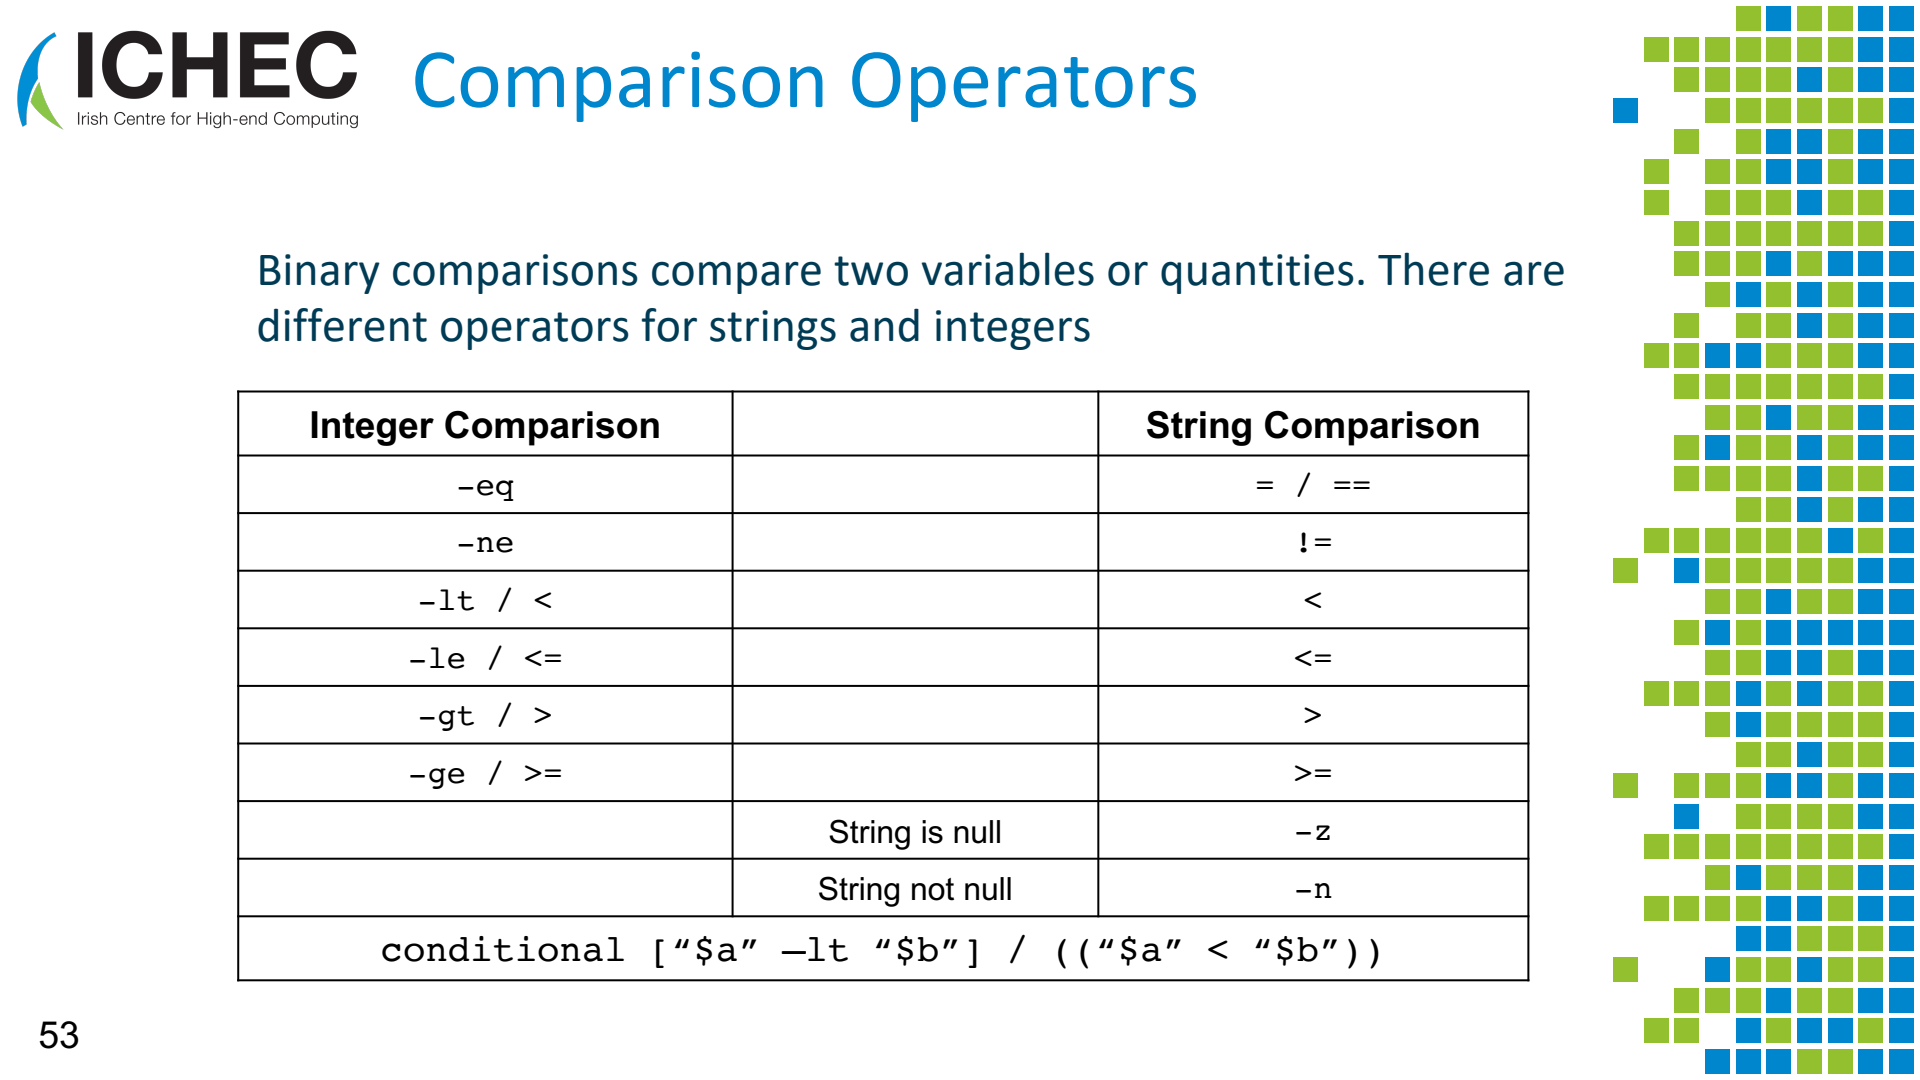 ICHEC
Irish Centre for High-end Computing
Comparison Operators
Binary comparisons compare two variables or quantities. There are
different operators for strings and integers
Integer Comparison String Comparison
–eq = / ==
–ne !=
–lt / < <
–le / <= <=
–gt / > >
–ge / >= >=
String is null –z
String not null –n
conditional [“$a” –lt “$b”] / ((“$a” < “$b”))
53